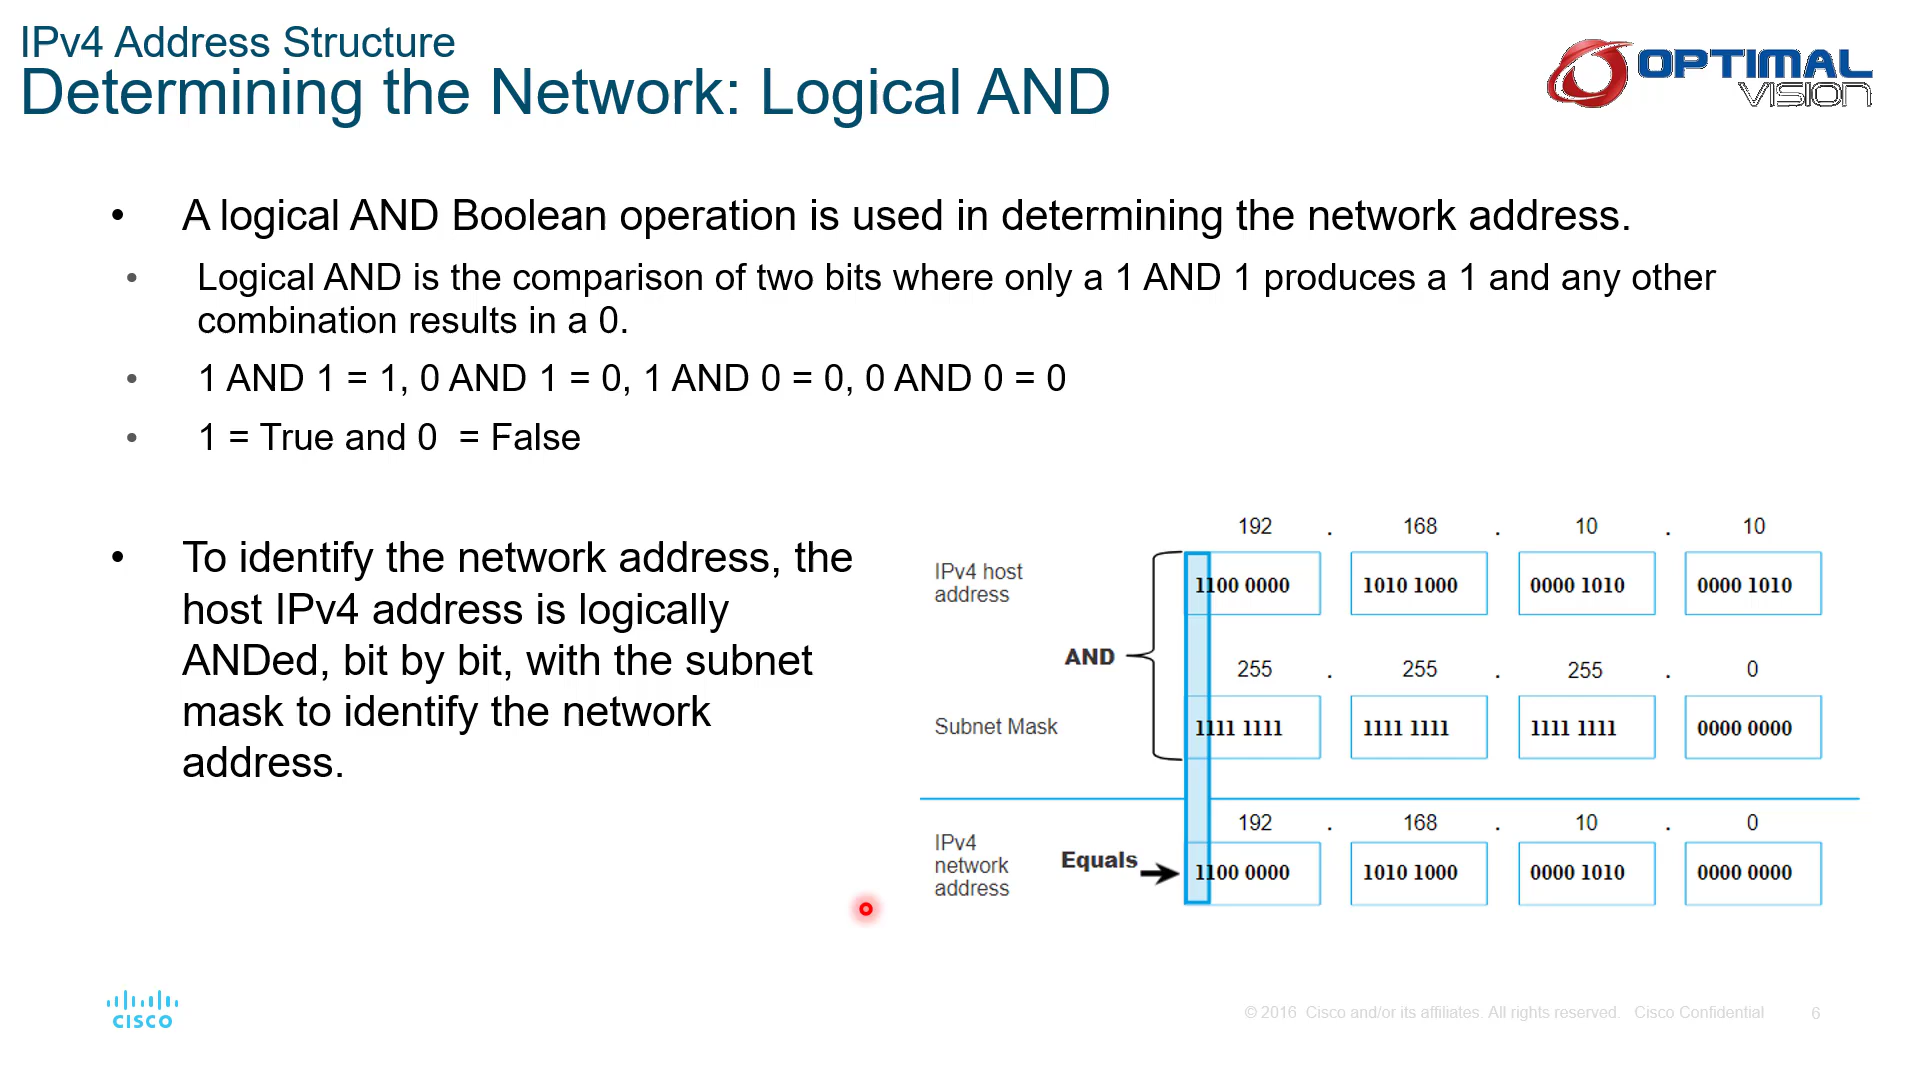 IPv4 Address Structure
Determining the Network: Logical AND
OPTIMAL
VISION
• A logical AND Boolean operation is used in determining the network address.
• Logical AND is the comparison of two bits where only a 1 AND 1 produces a 1 and any other
combination results in a 0.
• 1 AND 1 = 1, 0 AND 1 = 0, 1 AND 0 = 0, 0 AND 0 = 0
• 1 = True and 0  = False
• To identify the network address, the
host IPv4 address is logically
ANDed, bit by bit, with the subnet
mask to identify the network
address.
192 . 168 . 10 . 10
IPv4 host
address
1100 0000 1010 1000 0000 1010 0000 1010
AND
255 . 255 . 255 . 0
Subnet Mask
1111 1111 1111 1111 1111 1111 0000 0000
192 . 168 . 10 . 0
IPv4
network
address
Equals
1100 0000 1010 1000 0000 1010 0000 0000
CISCO
© 2016 Cisco and/or its affiliates. All rights reserved. Cisco Confidential
6